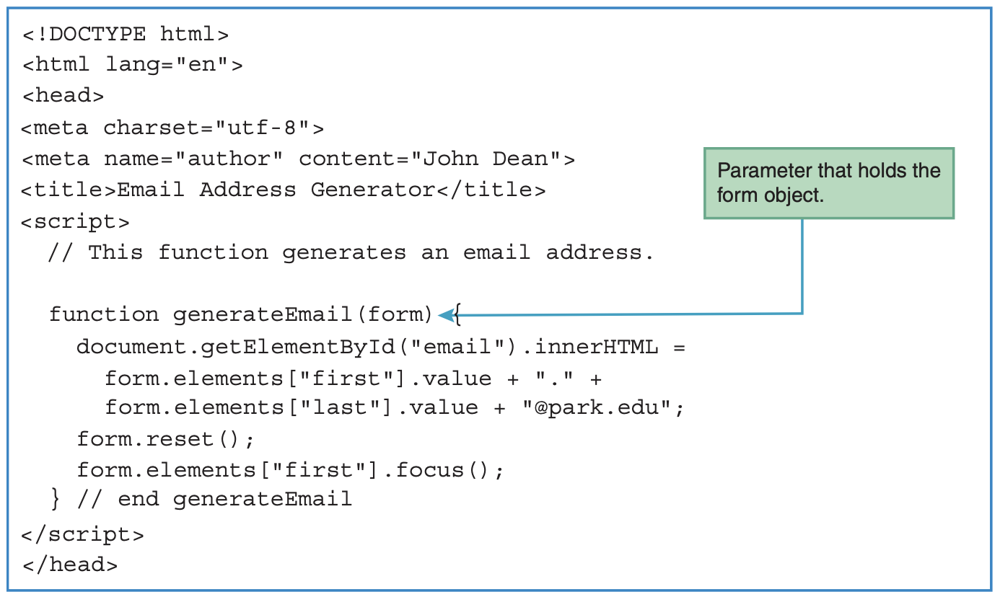 <!DOCTYPE html>
<html lang="en">
<head>
<meta charset="utf-8">
<meta name="author" content="John Dean">
<title>Email Address Generator</title>
<script>
  // This function generates an email address.

  function generateEmail(form) {
    document.getElementById("email").innerHTML =
      form.elements["first"].value + "." +
      form.elements["last"].value + "@park.edu";
    form.reset();
    form.elements["first"].focus();
  } // end generateEmail
</script>
</head>
Parameter that holds the
form object.